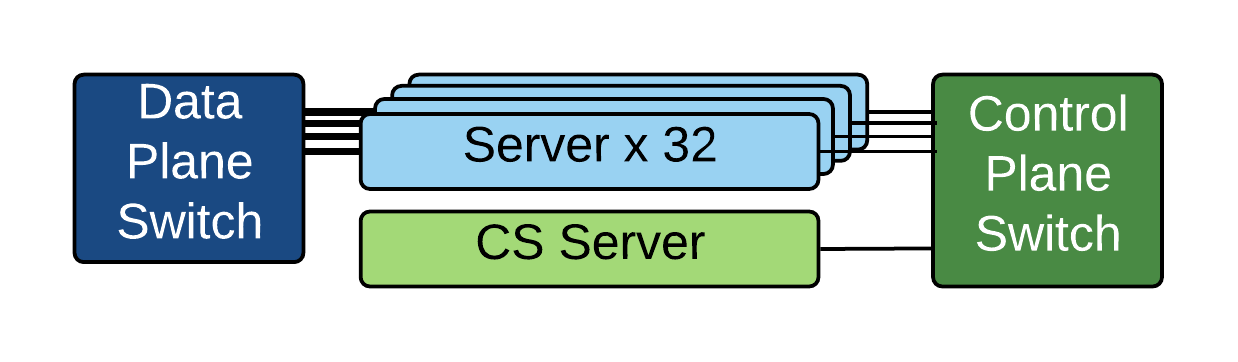 Data
Plane
Switch
Server x 32
CS Server
Control
Plane
Switch